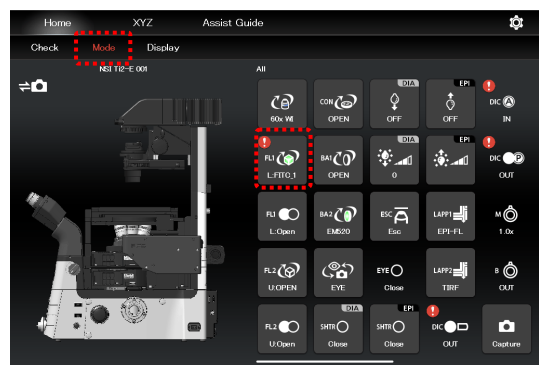 Home XYZ Assist Guide
Check Mode Display
NSI Ti2-E 001 All
DIA EPI
CON DIC A
60x WI OPEN OFF OFF IN
DIA EPI
FL1 BA1 DIC P
L:FITC_1 OPEN 0 OUT
FL1 BA2 ESC LAPP1 M
L:Open EM520 Esc EPI-FL 1.0x
FL2 EYE LAPP2 B
U:OPEN EYE Close TIRF OUT
DIA EPI
FL2 SHTR SHTR DIC
U:Open Close Close OUT Capture